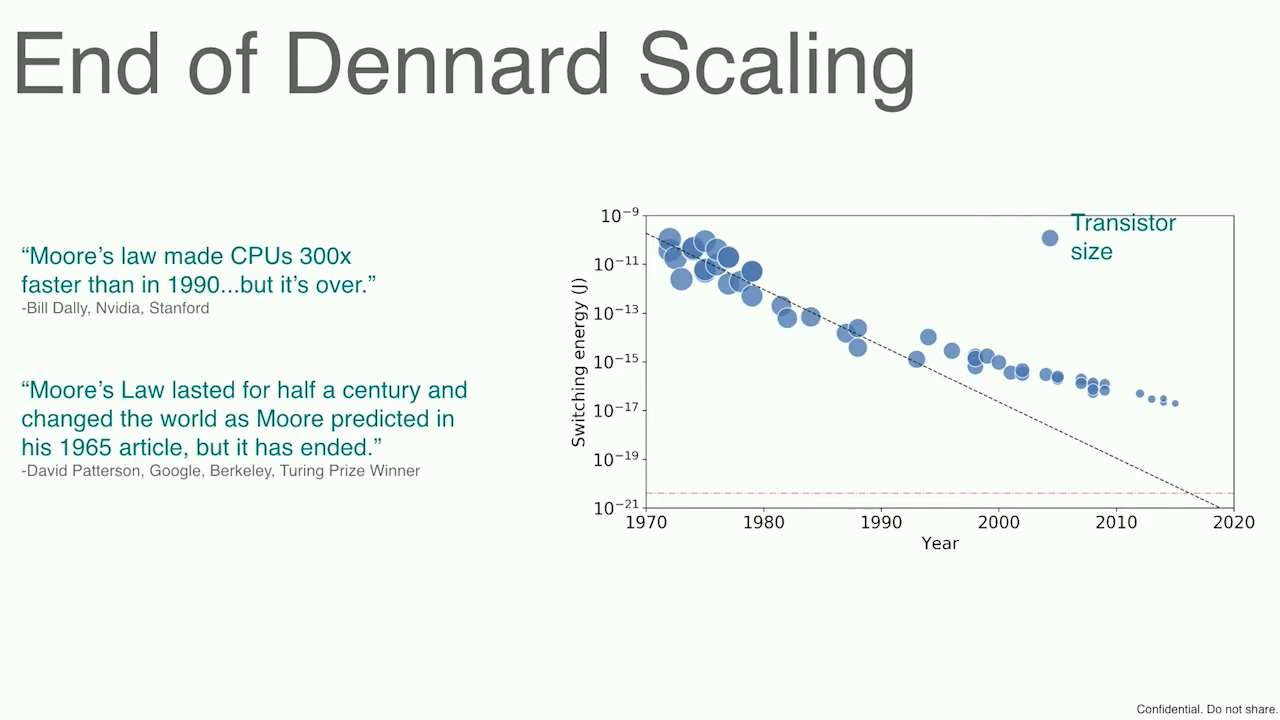 End of Dennard Scaling
“Moore’s law made CPUs 300x
faster than in 1990...but it’s over.”
-Bill Dally, Nvidia, Stanford
“Moore’s Law lasted for half a century and
changed the world as Moore predicted in
his 1965 article, but it has ended.”
-David Patterson, Google, Berkeley, Turing Prize Winner
Transistor
size
Switching energy (J)
10⁻⁹
10⁻¹¹
10⁻¹³
10⁻¹⁵
10⁻¹⁷
10⁻¹⁹
10⁻²¹
1970 1980 1990 2000 2010 2020
Year
Confidential. Do not share.